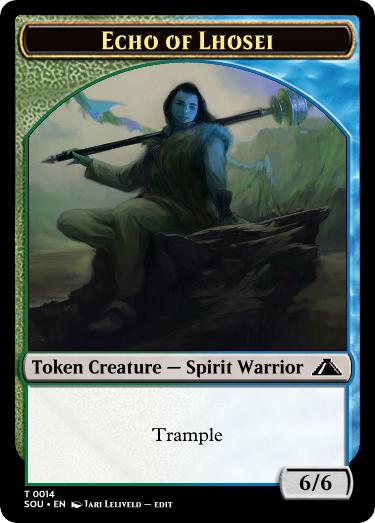 Echo of Lhosei
Token Creature — Spirit Warrior
Trample
6/6
T 0014
SOU • EN Jari Leliveld — edit